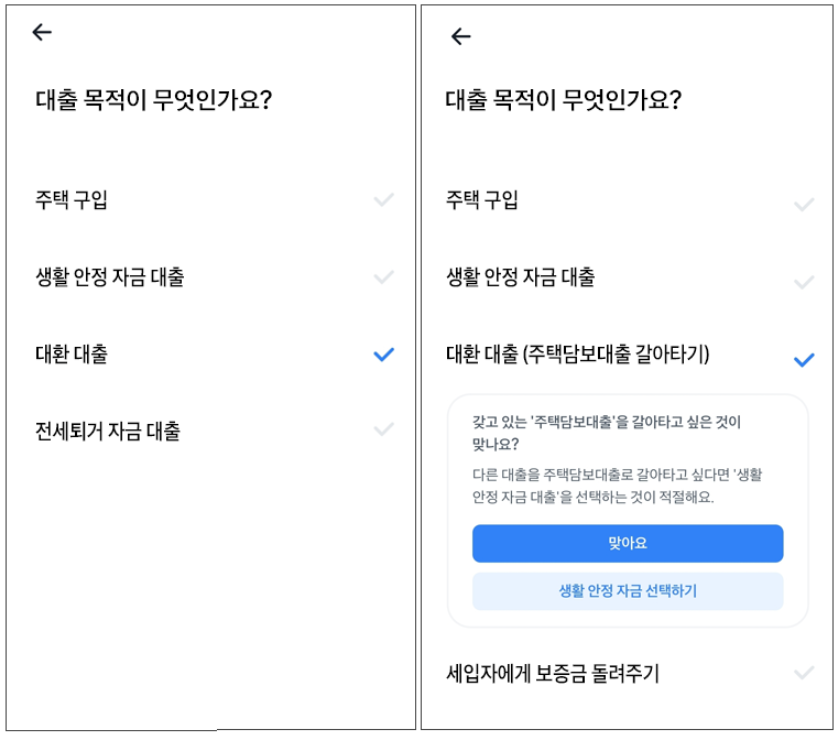 대출 목적이 무엇인가요?
주택 구입
생활 안정 자금 대출
대환 대출
전세퇴거 자금 대출
대출 목적이 무엇인가요?
주택 구입
생활 안정 자금 대출
대환 대출 (주택담보대출 갈아타기)
갖고 있는 '주택담보대출'을 갈아타고 싶은 것이
맞나요?
다른 대출을 주택담보대출로 갈아타고 싶다면 '생활
안정 자금 대출'을 선택하는 것이 적절해요.
맞아요
생활 안정 자금 선택하기
세입자에게 보증금 돌려주기